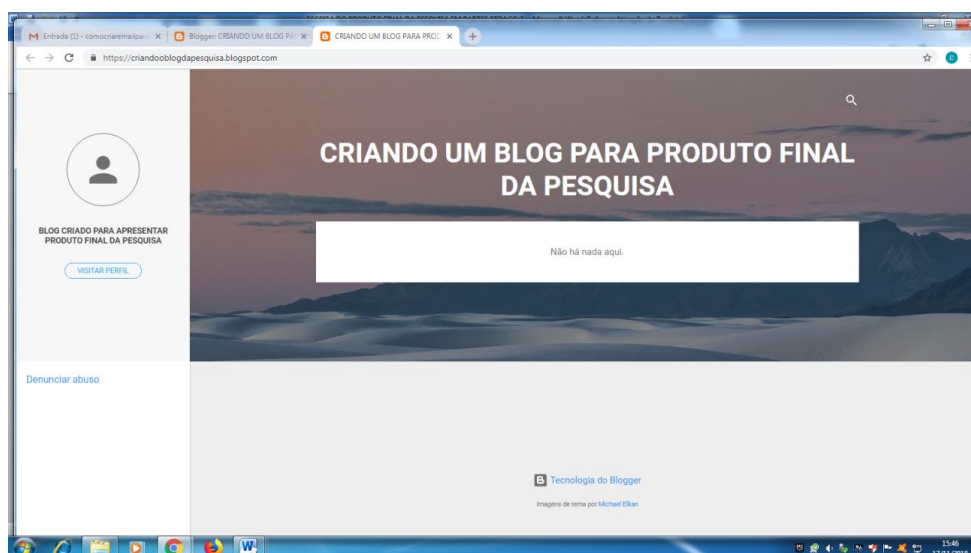 Entrada (1) - comocriaremailpara
Blogger: CRIANDO UM BLOG PA
CRIANDO UM BLOG PARA PROD
https://criandooblogdapesquisa.blogspot.com
C
CRIANDO UM BLOG PARA PRODUTO FINAL
DA PESQUISA
BLOG CRIADO PARA APRESENTAR
PRODUTO FINAL DA PESQUISA
VISITAR PERFIL
Não há nada aqui.
Denunciar abuso
Tecnologia do Blogger
Imagens de tema por Michael Elkan
15:46